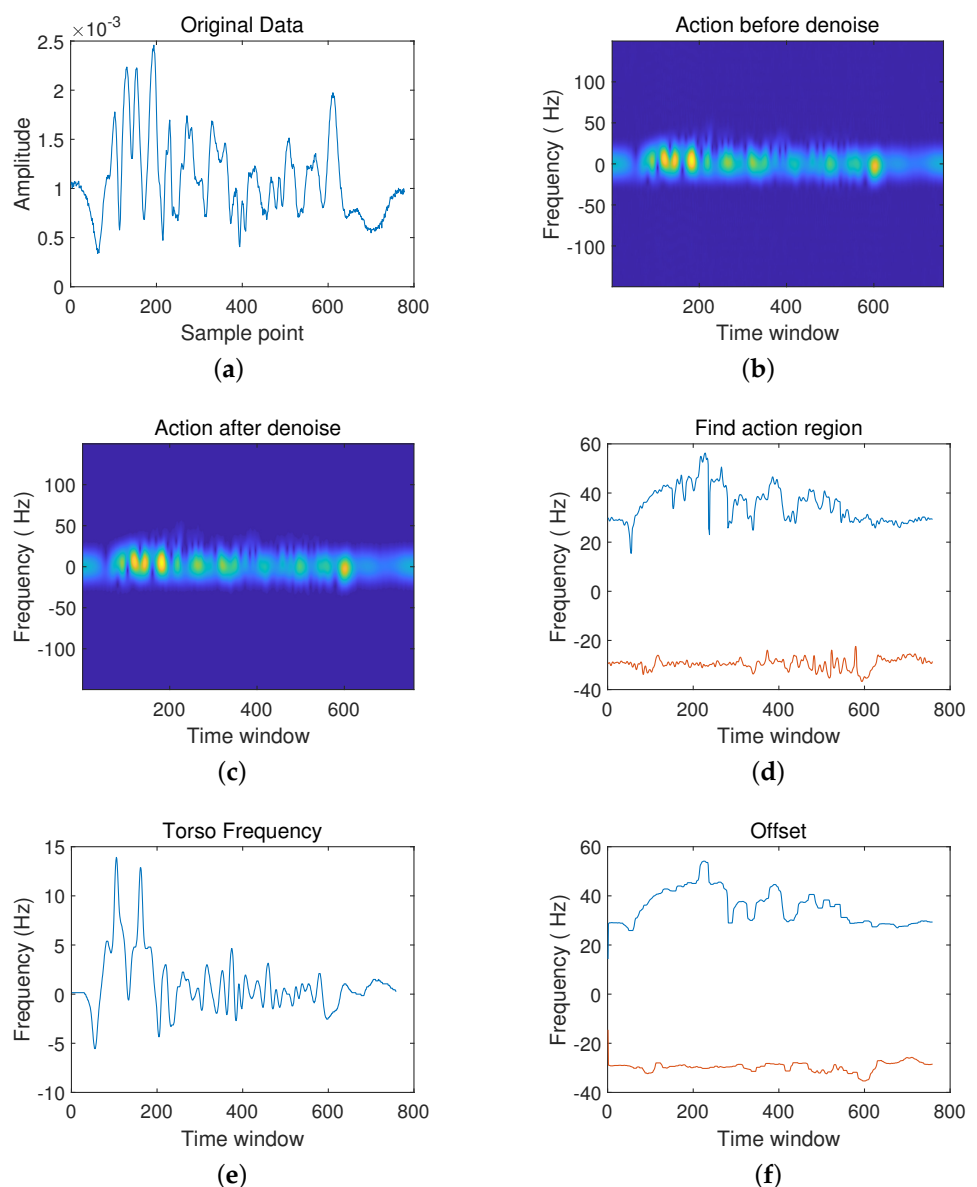 Original Data
×10⁻³
2.5
2
1.5
1
0.5
0
Amplitude
0 200 400 600 800
Sample point
(a)
Action before denoise
100
50
0
-50
-100
Frequency ( Hz)
200 400 600
Time window
(b)
Action after denoise
100
50
0
-50
-100
Frequency ( Hz)
200 400 600
Time window
(c)
Find action region
60
40
20
0
-20
-40
Frequency ( Hz)
0 200 400 600 800
Time window
(d)
Torso Frequency
15
10
5
0
-5
-10
Frequency (Hz)
0 200 400 600 800
Time window
(e)
Offset
60
40
20
0
-20
-40
Frequency ( Hz)
0 200 400 600 800
Time window
(f)